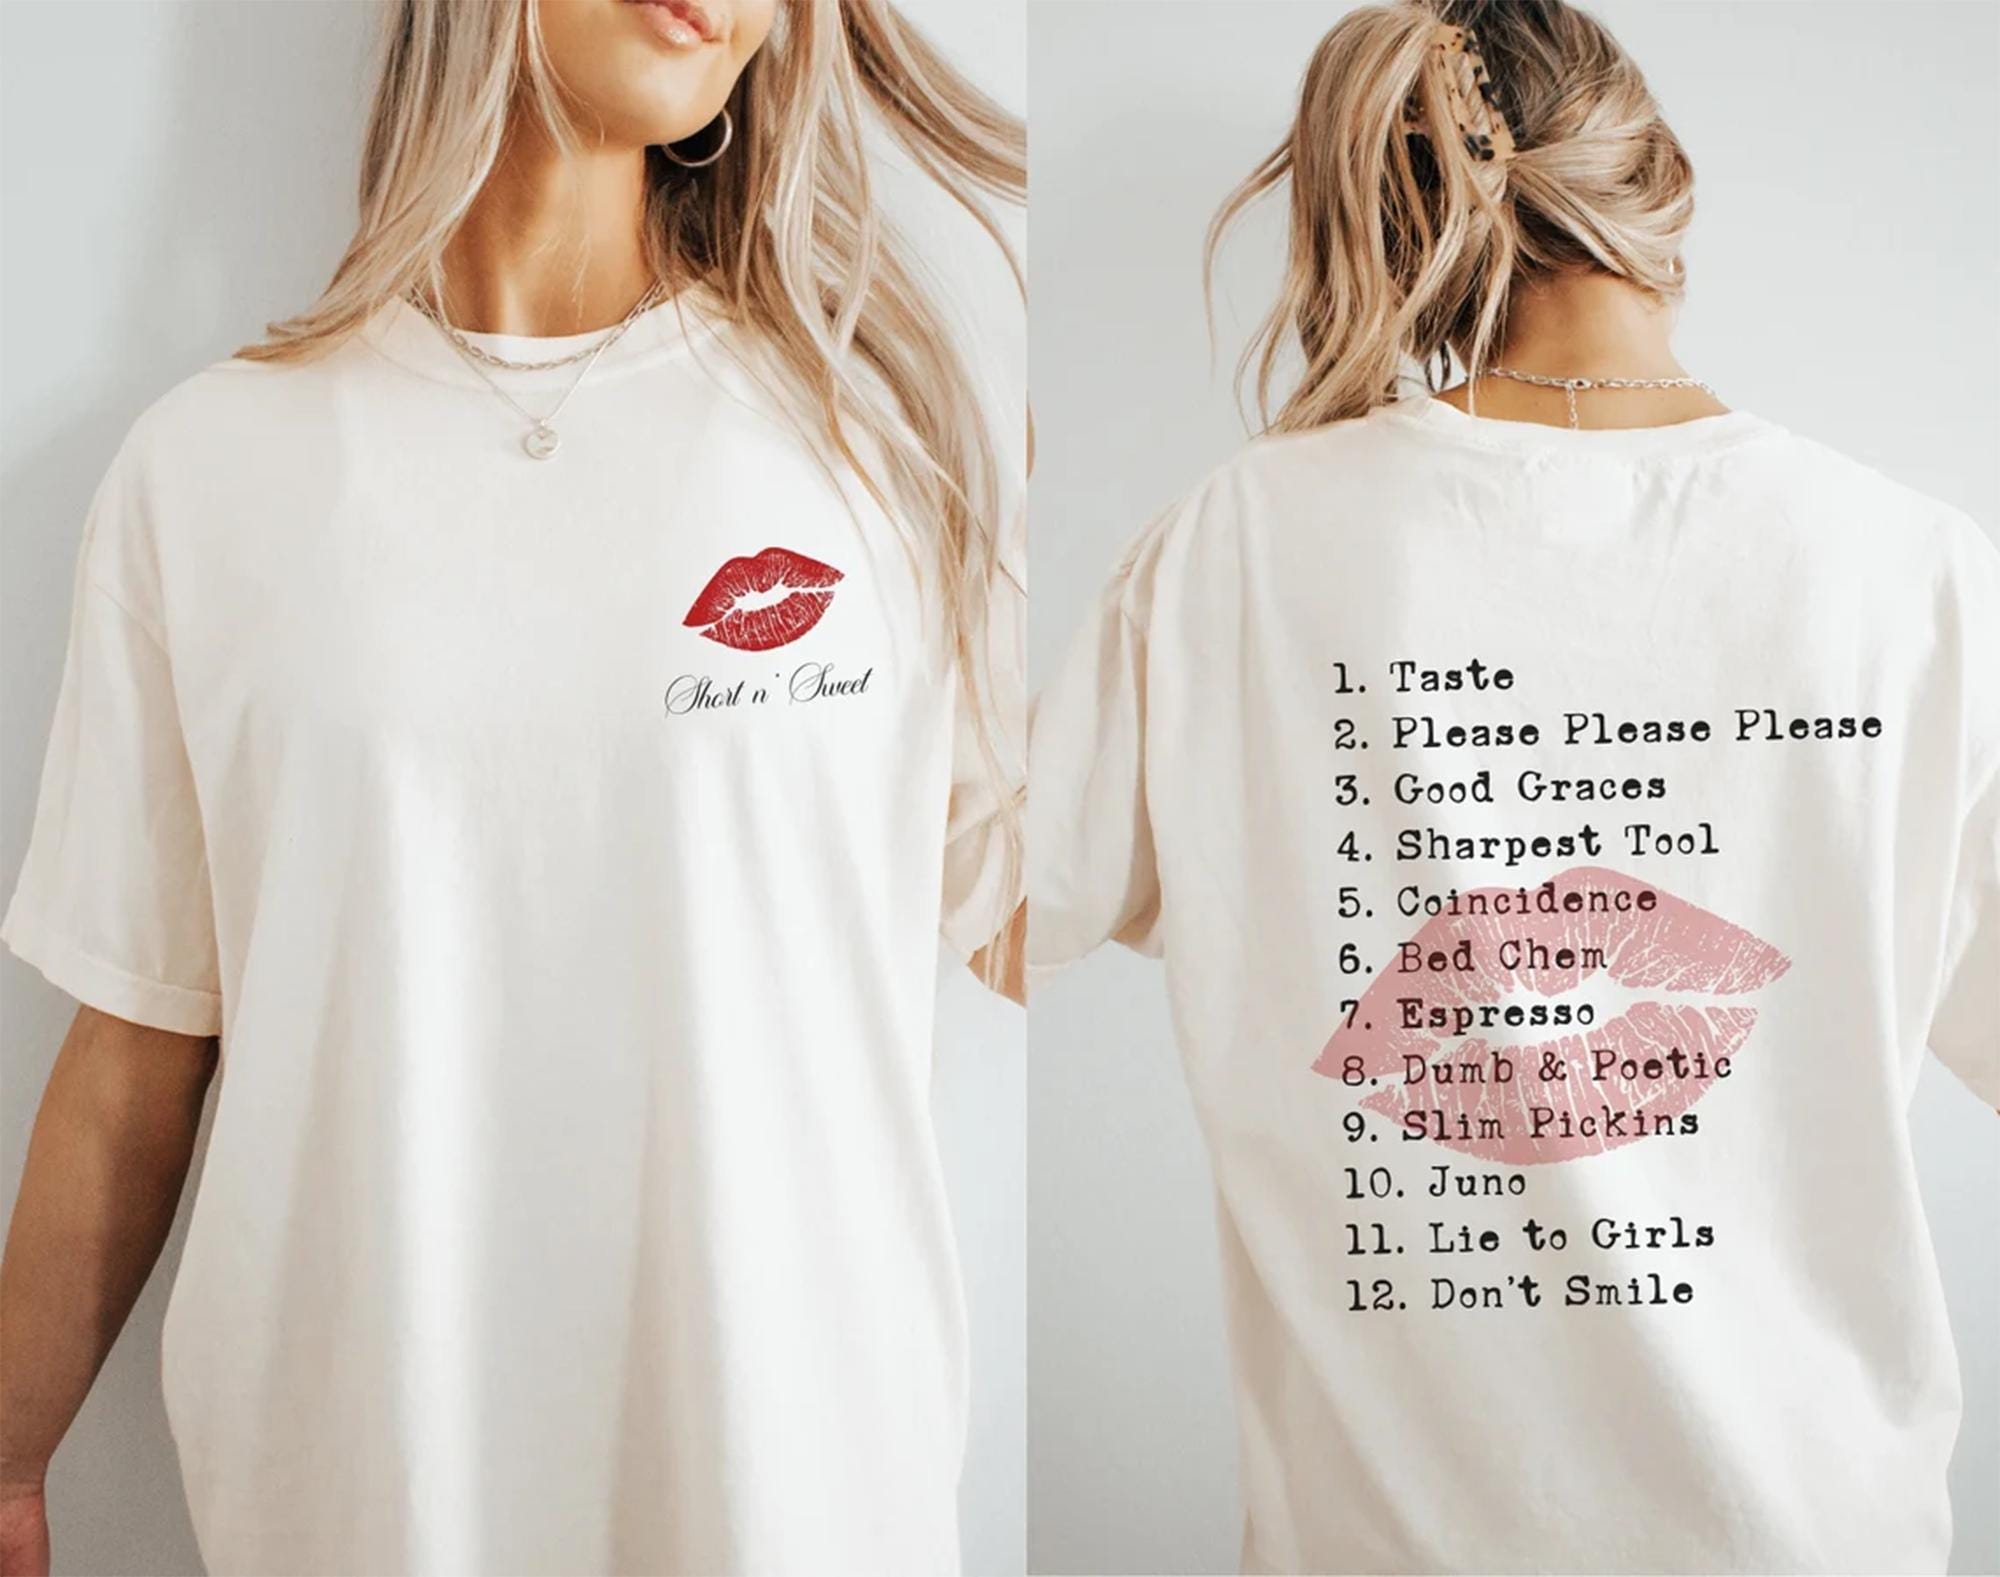 Short n' Sweet
1. Taste
2. Please Please Please
3. Good Graces
4. Sharpest Tool
5. Coincidence
6. Bed Chem
7. Espresso
8. Dumb & Poetic
9. Slim Pickins
10. Juno
11. Lie to Girls
12. Don't Smile